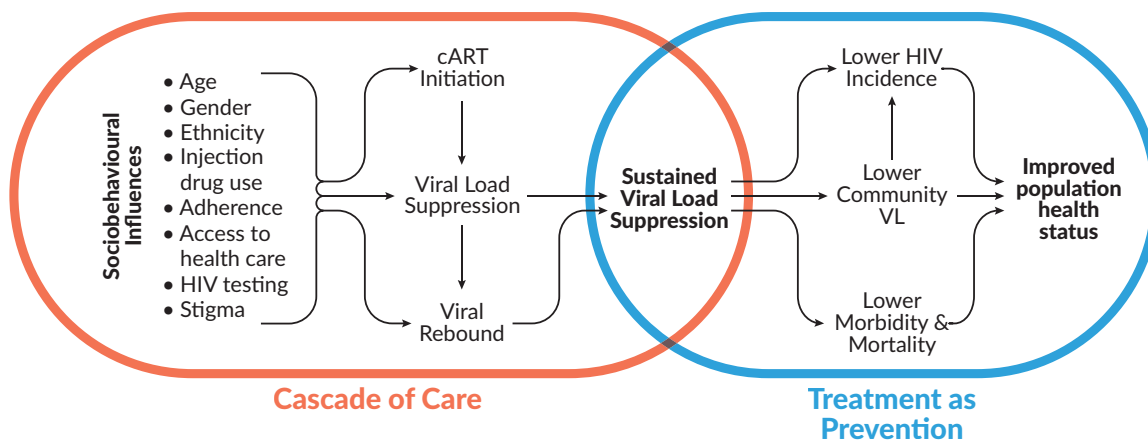 Sociobehavioural
Influences
• Age
• Gender
• Ethnicity
• Injection
drug use
• Adherence
• Access to
health care
• HIV testing
• Stigma
cART
Initiation
Viral Load
Suppression
Viral
Rebound
Sustained
Viral Load
Suppression
Lower HIV
Incidence
Lower
Community
VL
Lower
Morbidity &
Mortality
Improved
population
health
status
Cascade of Care
Treatment as
Prevention